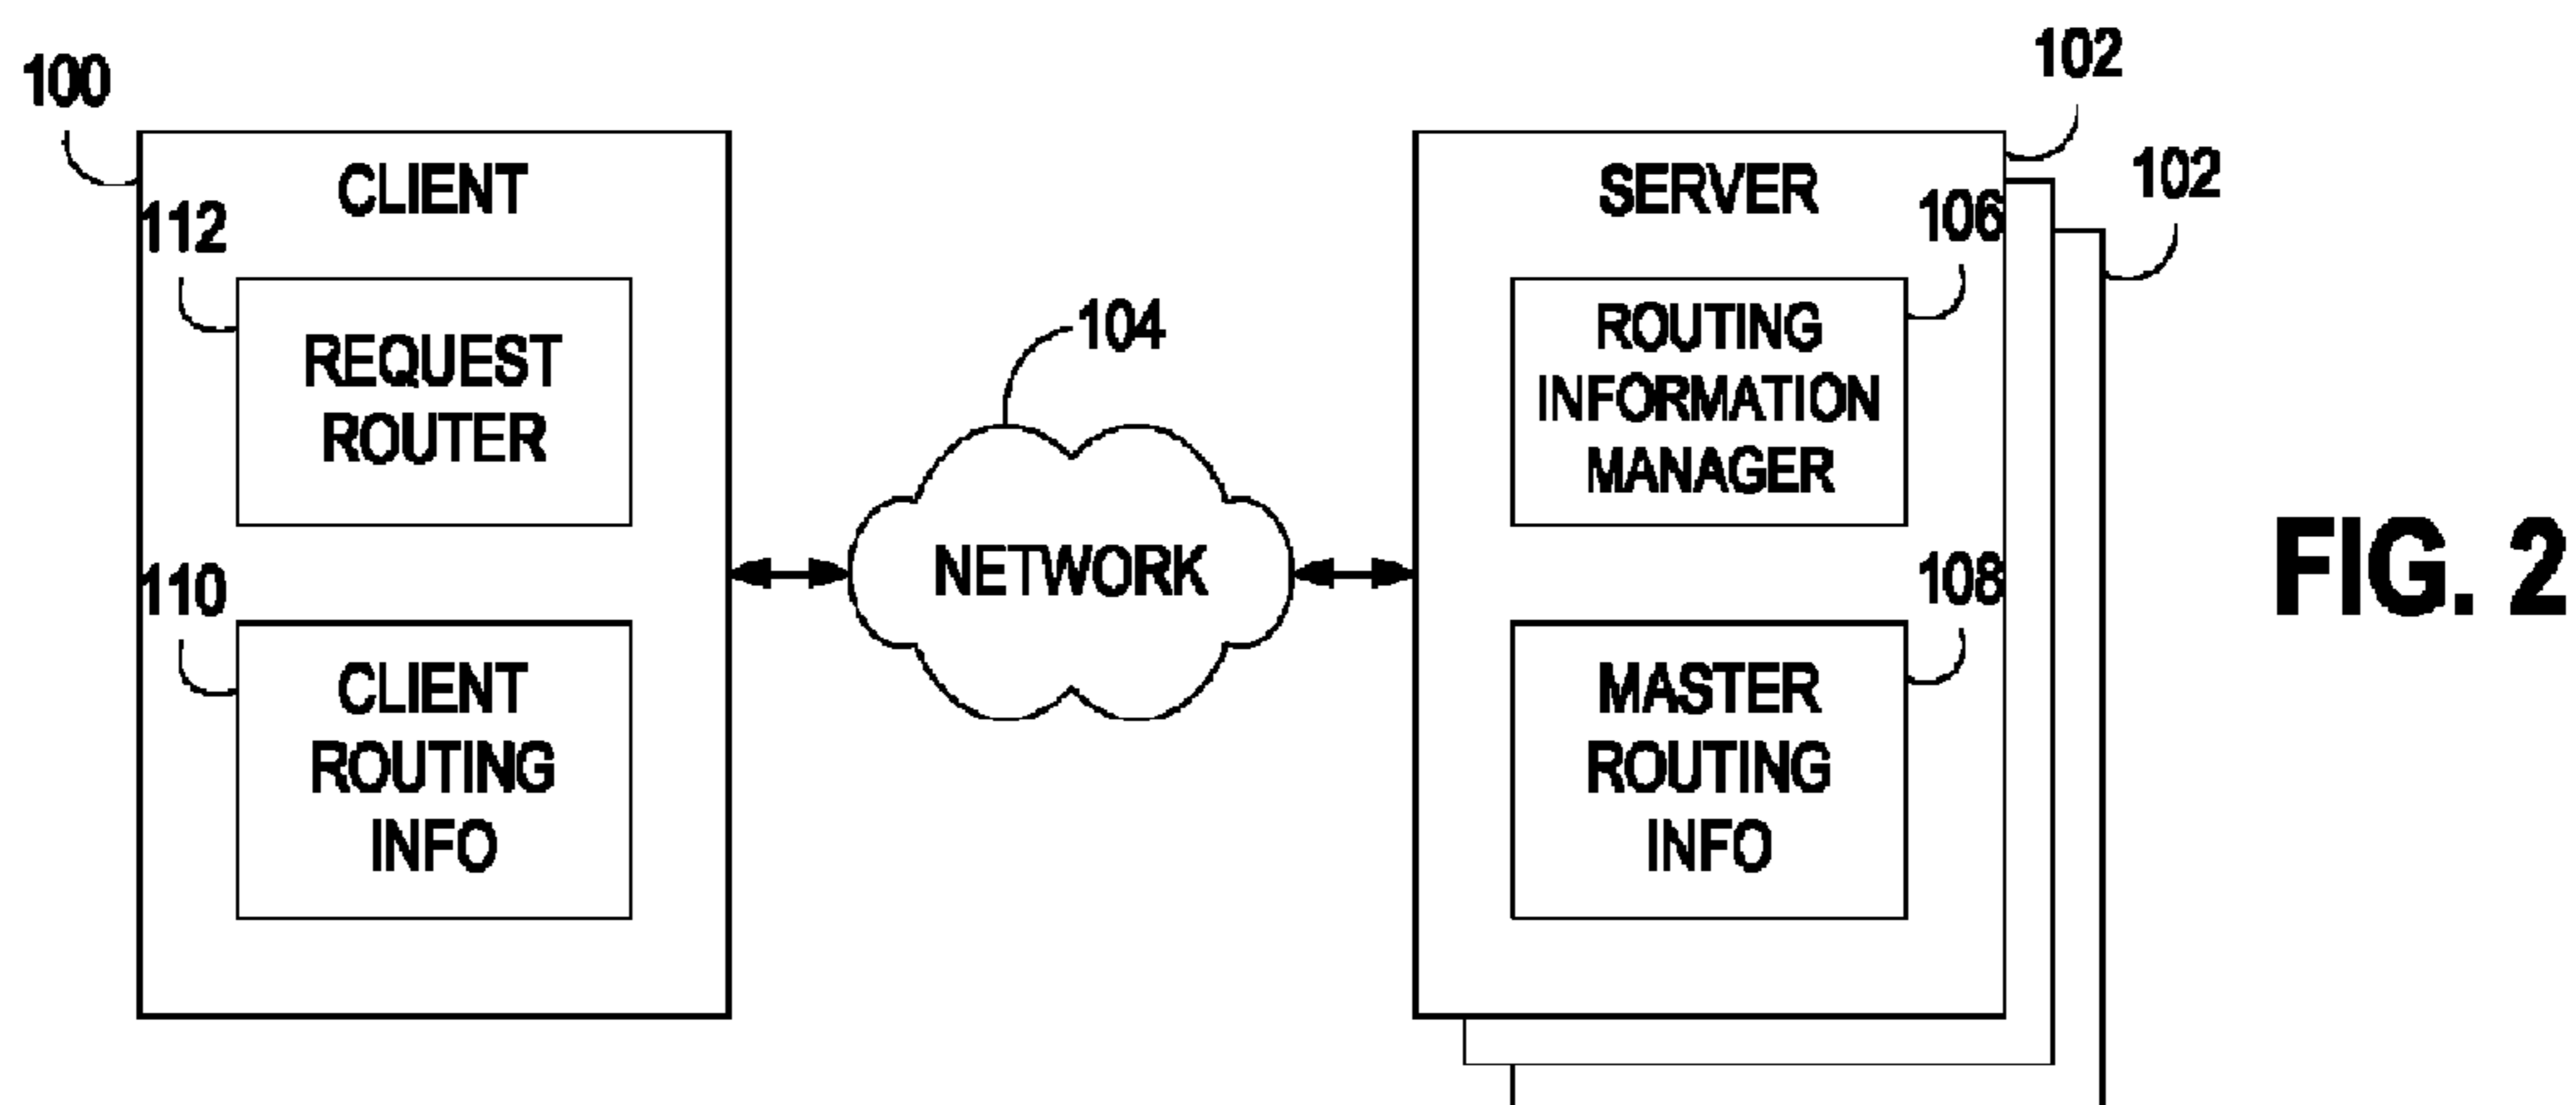 100
CLIENT
112
REQUEST
ROUTER
110
CLIENT
ROUTING
INFO
104
NETWORK
102
102
SERVER
106
ROUTING
INFORMATION
MANAGER
108
MASTER
ROUTING
INFO
FIG. 2